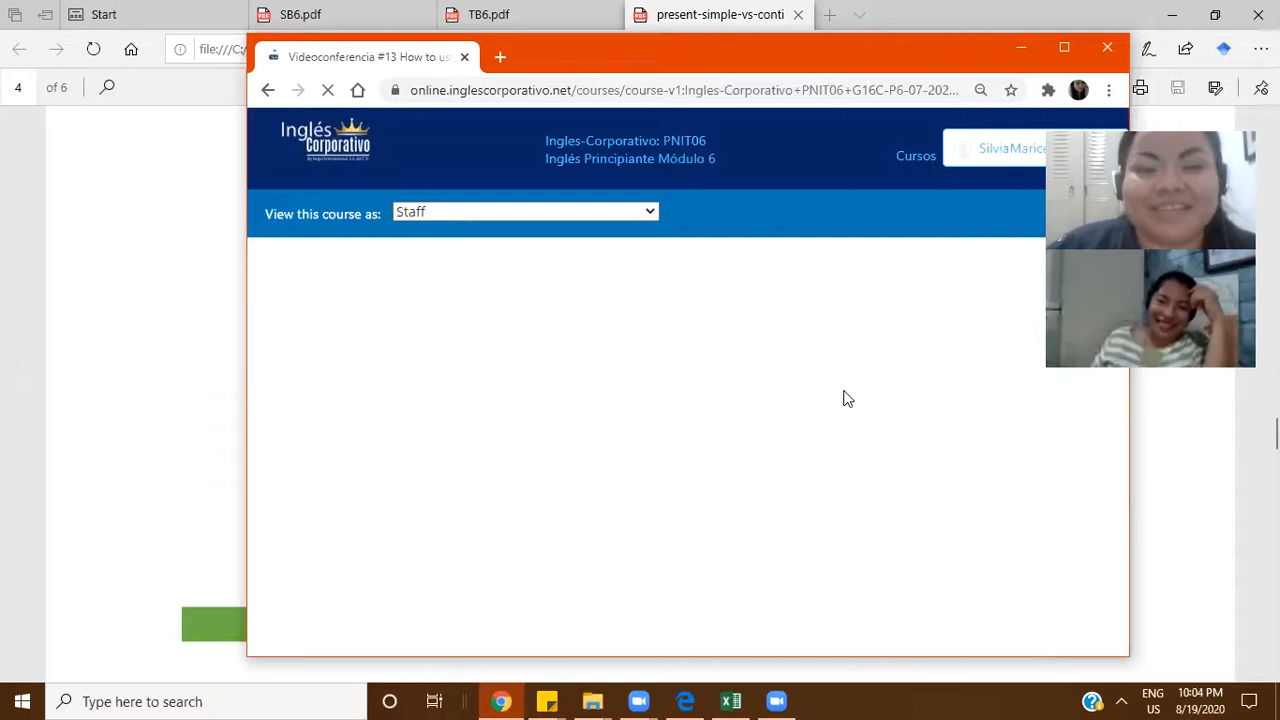 Start
SB6.pdf
TB6.pdf
present-simple-vs-conti
file:///C:/
4 of 6
Videoconferencia #13 How to us
online.inglescorporativo.net/courses/course-v1:Ingles-Corporativo+PNIT06+G16C-P6-07-202...
Inglés
Corporativo
Ingles-Corporativo: PNIT06
Inglés Principiante Módulo 6
Cursos
SilviaMarice
View this course as:
Staff
Type here to search
ENG
US
10:04 PM
8/19/2020